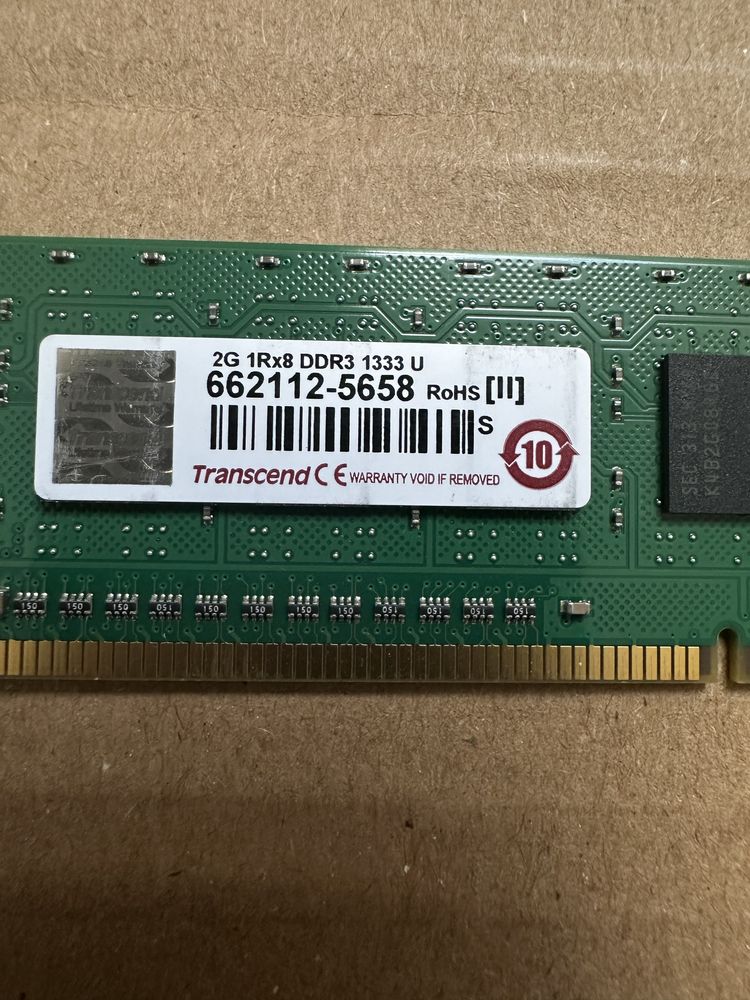 2G 1Rx8 DDR3 1333 U
662112-5658 RoHS [II]
S
10
Transcend CE WARRANTY VOID IF REMOVED
SEC 313
150 150 150 051 150 150 150 150 051 051 051 150